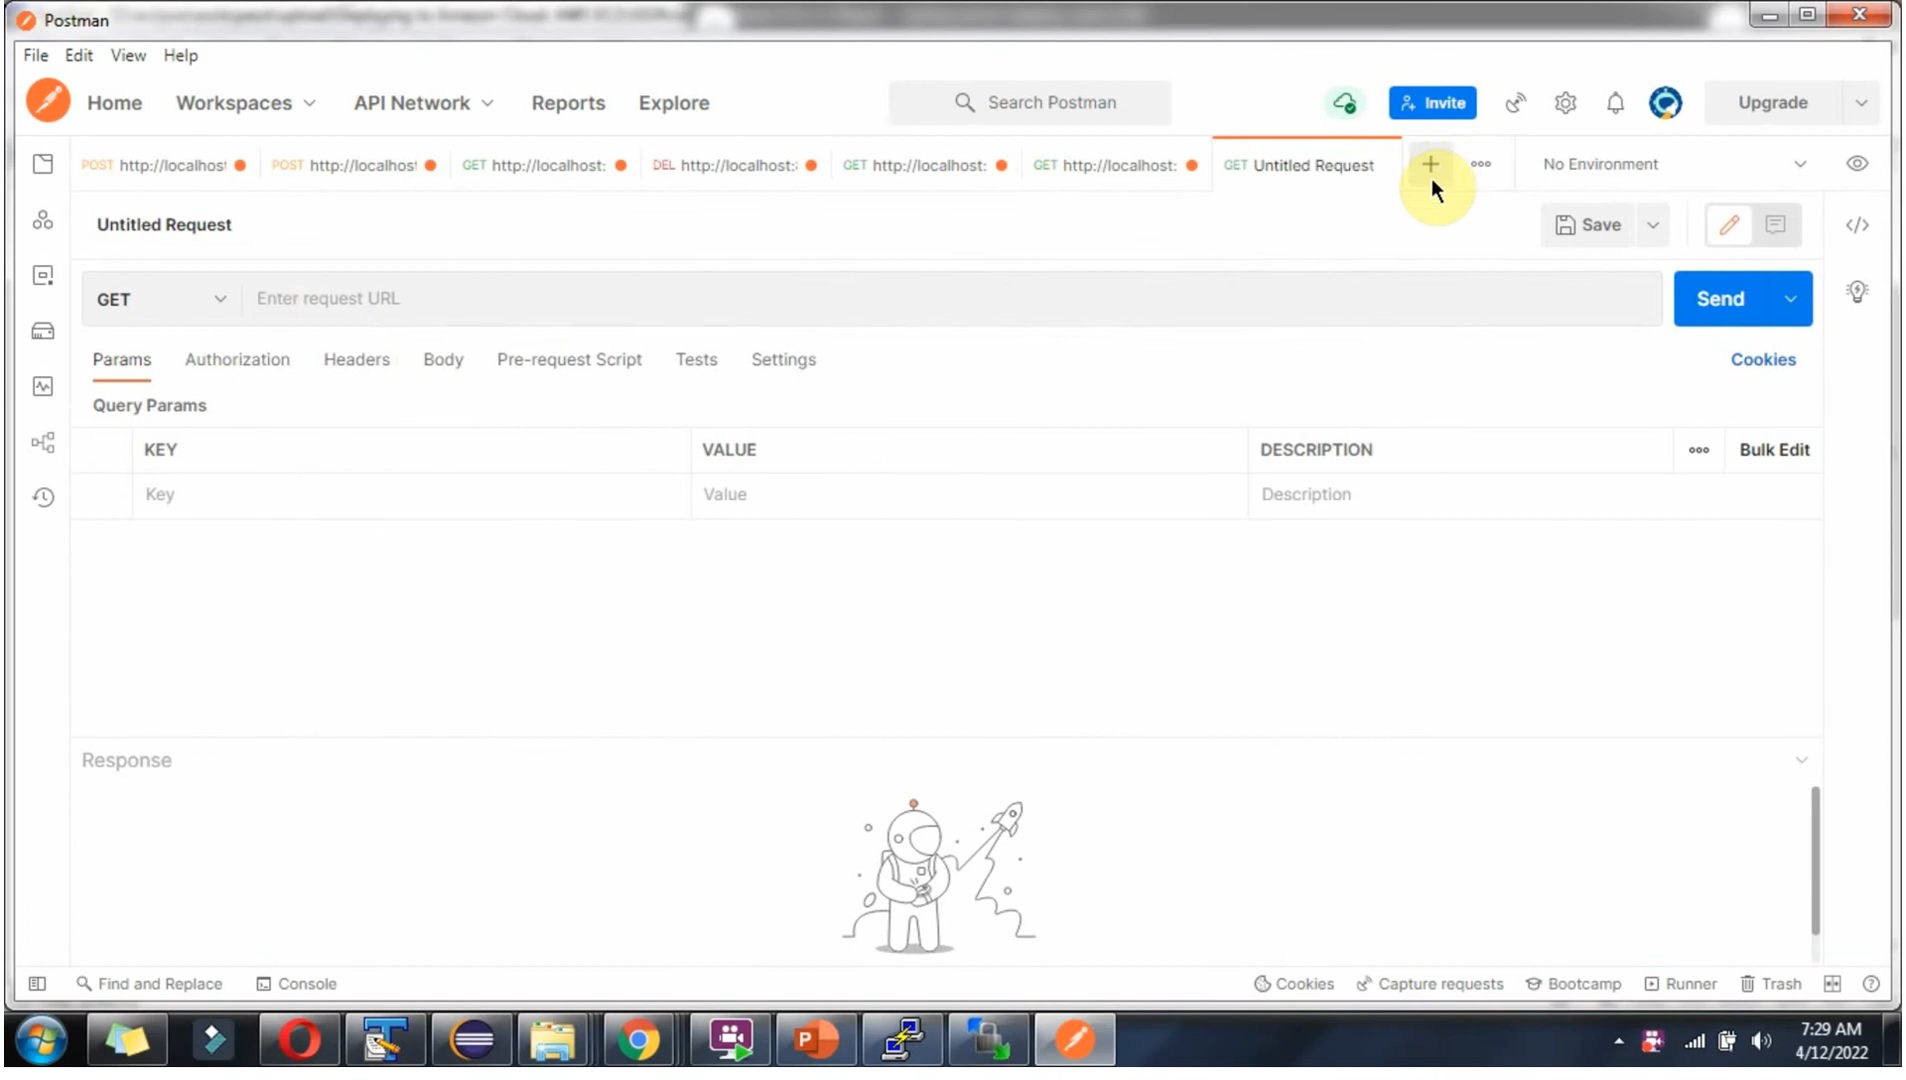 Postman
File Edit View Help
Home Workspaces API Network Reports Explore Search Postman Invite Upgrade
POST http://localhost POST http://localhost GET http://localhost: DEL http://localhost: GET http://localhost: GET http://localhost: GET Untitled Request No Environment
Untitled Request Save
GET Enter request URL Send
Params Authorization Headers Body Pre-request Script Tests Settings Cookies
Query Params
KEY VALUE DESCRIPTION Bulk Edit
Key Value Description
Response
Find and Replace Console Cookies Capture requests Bootcamp Runner Trash
7:29 AM
4/12/2022